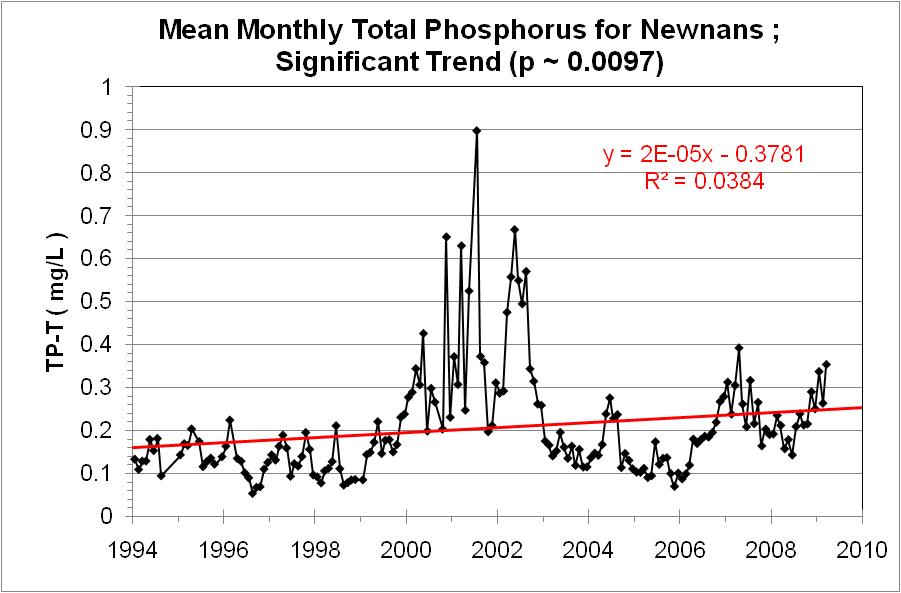 Mean Monthly Total Phosphorus for Newnans ;
Significant Trend (p ~ 0.0097)
1
0.9
0.8
0.7
0.6
0.5
0.4
0.3
0.2
0.1
0
TP-T ( mg/L )
y = 2E-05x - 0.3781
R² = 0.0384
1994 1996 1998 2000 2002 2004 2006 2008 2010